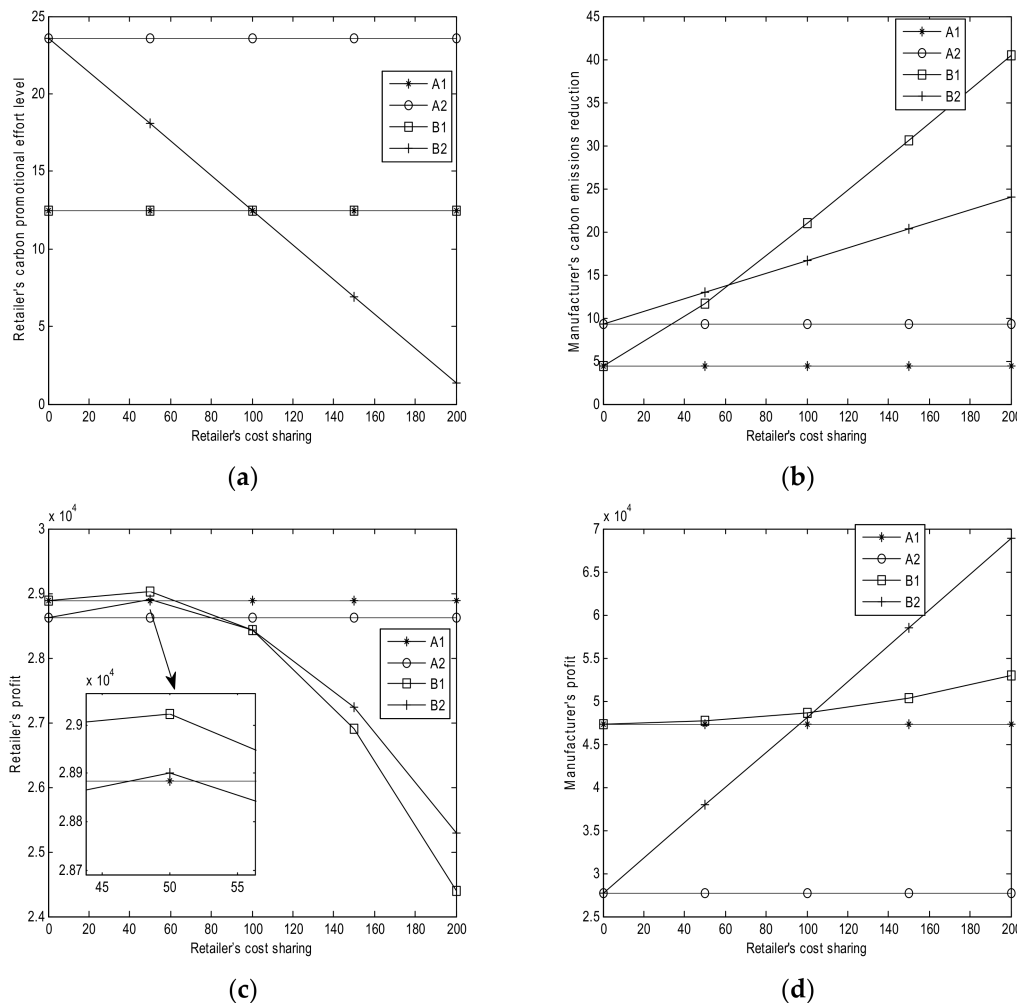 Retailer's carbon promotional effort level
25
20
15
10
5
0
0 20 40 60 80 100 120 140 160 180 200
Retailer's cost sharing
A1
A2
B1
B2
(a)
Manufacturer's carbon emissions reduction
45
40
35
30
25
20
15
10
5
0
0 20 40 60 80 100 120 140 160 180 200
Retailer's cost sharing
A1
A2
B1
B2
(b)
x 10^4
Retailer's profit
3
2.9
2.8
2.7
2.6
2.5
2.4
0 20 40 60 80 100 120 140 160 180 200
Retailer's cost sharing
A1
A2
B1
B2
x 10^4
2.9
2.89
2.88
2.87
45 50 55
(c)
x 10^4
Manufacturer's profit
7
6.5
6
5.5
5
4.5
4
3.5
3
2.5
0 20 40 60 80 100 120 140 160 180 200
Retailer's cost sharing
A1
A2
B1
B2
(d)